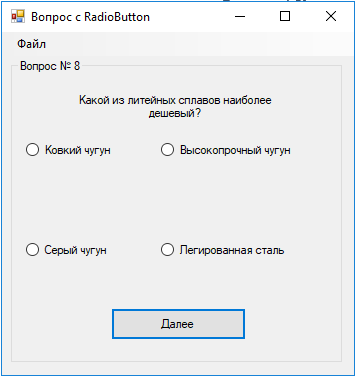 Вопрос с RadioButton
Файл
Вопрос № 8
Какой из литейных сплавов наиболее
дешевый?
Ковкий чугун
Высокопрочный чугун
Серый чугун
Легированная сталь
Далее